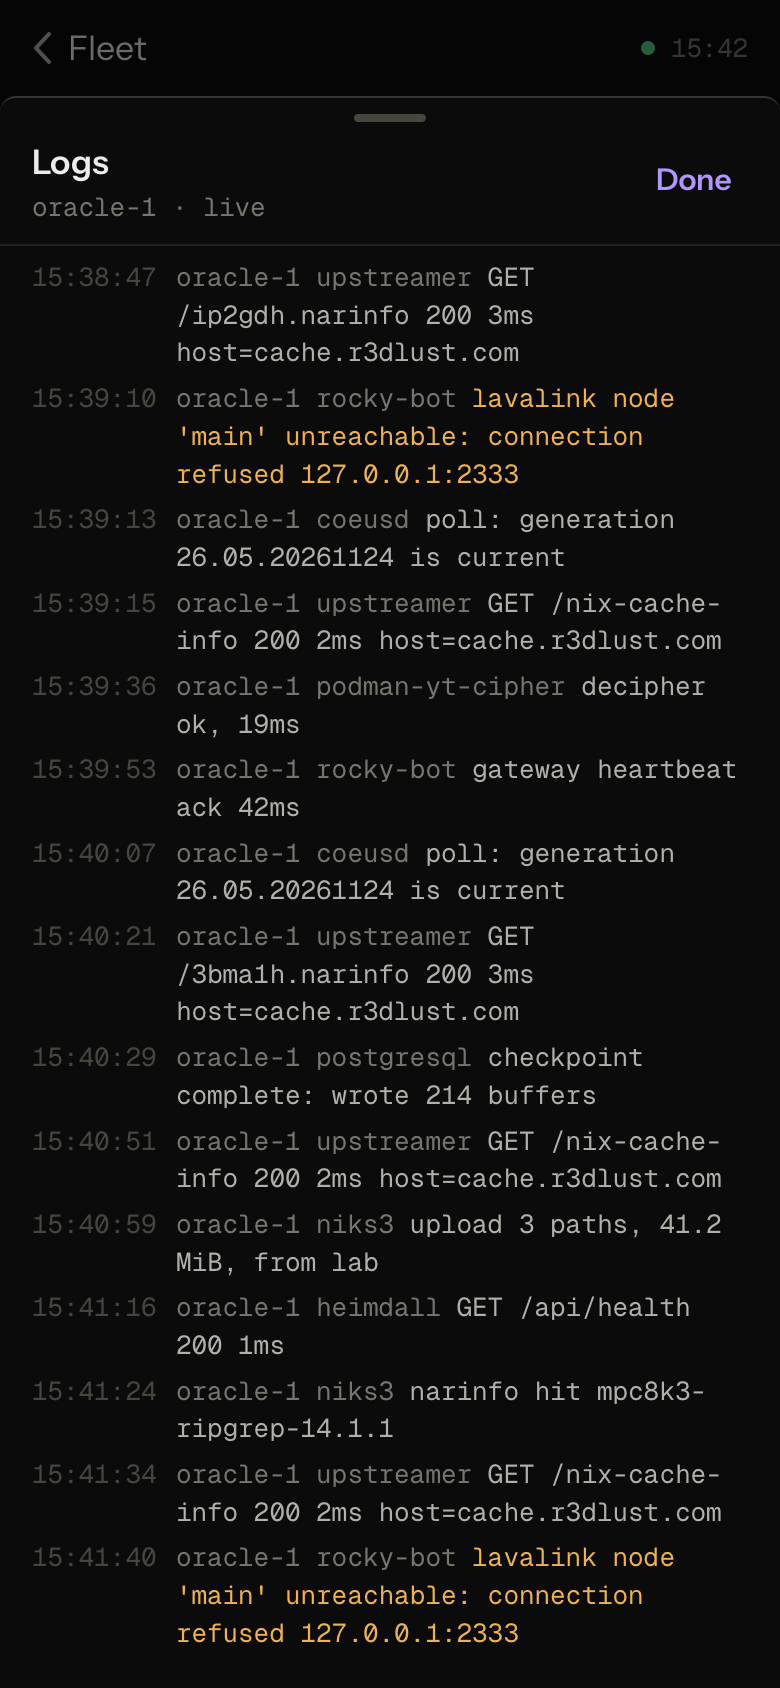 Fleet
15:42
Logs
Done
oracle-1 · live
15:38:47 oracle-1 upstreamer GET
/ip2gdh.narinfo 200 3ms
host=cache.r3dlust.com
15:39:10 oracle-1 rocky-bot lavalink node
'main' unreachable: connection
refused 127.0.0.1:2333
15:39:13 oracle-1 coeusd poll: generation
26.05.20261124 is current
15:39:15 oracle-1 upstreamer GET /nix-cache-
info 200 2ms host=cache.r3dlust.com
15:39:36 oracle-1 podman-yt-cipher decipher
ok, 19ms
15:39:53 oracle-1 rocky-bot gateway heartbeat
ack 42ms
15:40:07 oracle-1 coeusd poll: generation
26.05.20261124 is current
15:40:21 oracle-1 upstreamer GET
/3bma1h.narinfo 200 3ms
host=cache.r3dlust.com
15:40:29 oracle-1 postgresql checkpoint
complete: wrote 214 buffers
15:40:51 oracle-1 upstreamer GET /nix-cache-
info 200 2ms host=cache.r3dlust.com
15:40:59 oracle-1 niks3 upload 3 paths, 41.2
MiB, from lab
15:41:16 oracle-1 heimdall GET /api/health
200 1ms
15:41:24 oracle-1 niks3 narinfo hit mpc8k3-
ripgrep-14.1.1
15:41:34 oracle-1 upstreamer GET /nix-cache-
info 200 2ms host=cache.r3dlust.com
15:41:40 oracle-1 rocky-bot lavalink node
'main' unreachable: connection
refused 127.0.0.1:2333